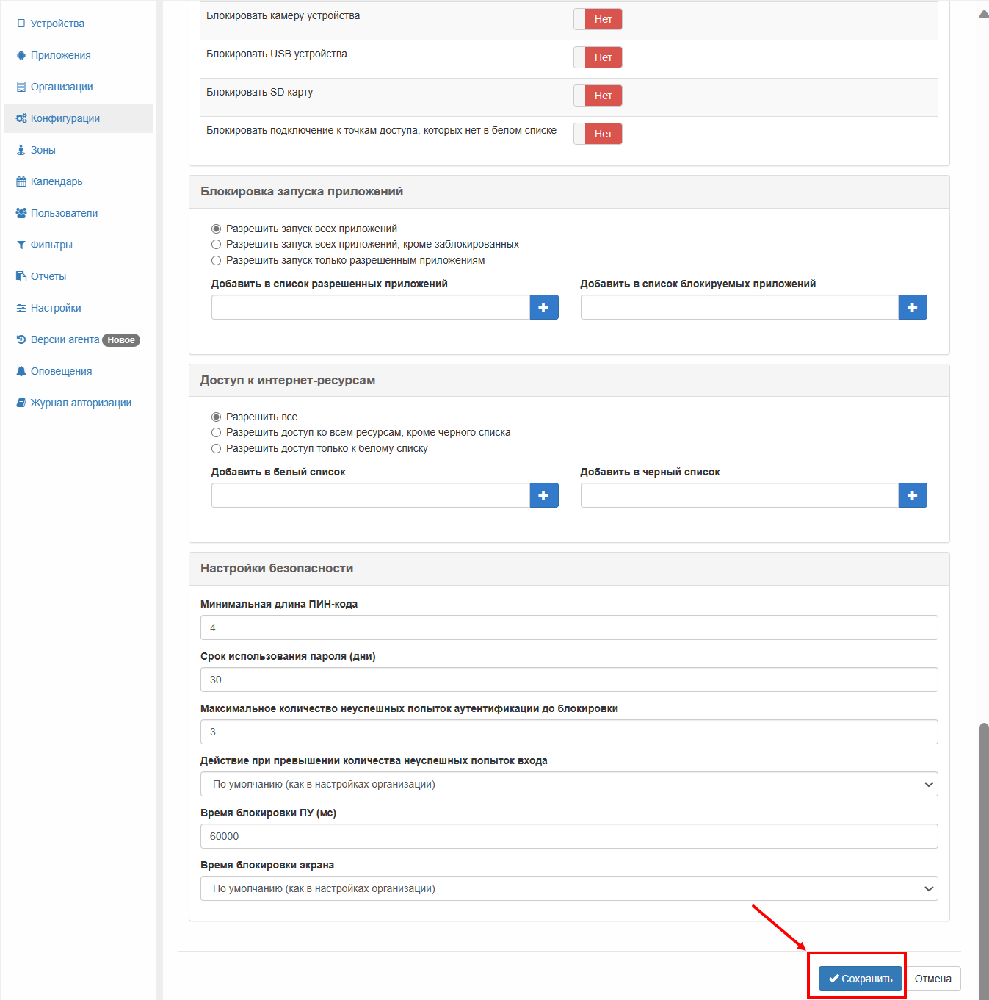 Устройства
Приложения
Организации
Конфигурации
Зоны
Календарь
Пользователи
Фильтры
Отчеты
Настройки
Версии агента Новое
Оповещения
Журнал авторизации
Блокировать камеру устройства Нет
Блокировать USB устройства Нет
Блокировать SD карту Нет
Блокировать подключение к точкам доступа, которых нет в белом списке Нет
Блокировка запуска приложений
Разрешить запуск всех приложений
Разрешить запуск всех приложений, кроме заблокированных
Разрешить запуск только разрешенным приложениям
Добавить в список разрешенных приложений Добавить в список блокируемых приложений
Доступ к интернет-ресурсам
Разрешить все
Разрешить доступ ко всем ресурсам, кроме черного списка
Разрешить доступ только к белому списку
Добавить в белый список Добавить в черный список
Настройки безопасности
Минимальная длина ПИН-кода
4
Срок использования пароля (дни)
30
Максимальное количество неуспешных попыток аутентификации до блокировки
3
Действие при превышении количества неуспешных попыток входа
По умолчанию (как в настройках организации)
Время блокировки ПУ (мс)
60000
Время блокировки экрана
По умолчанию (как в настройках организации)
Сохранить Отмена